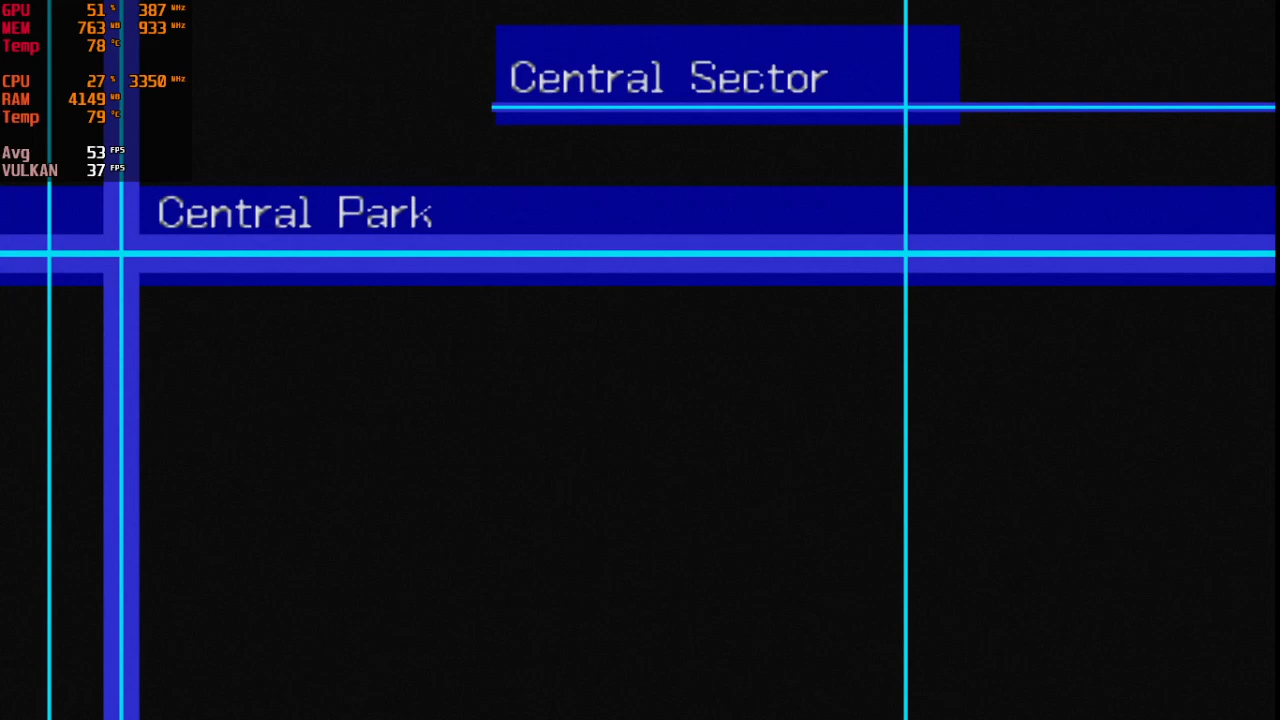 GPU 51 % 387 MHz
MEM 763 MB 933 MHz
Temp 78 °C
CPU 27 % 3350 MHz
RAM 4149 MB
Temp 79 °C
Avg 53 FPS
VULKAN 37 FPS
Central Sector
Central Park